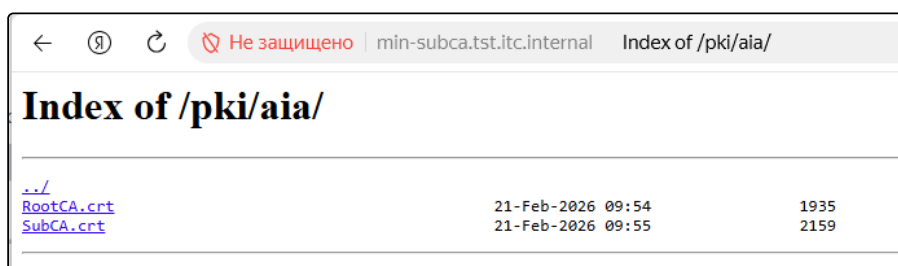 Я Не защищено min-subca.tst.itc.internal Index of /pki/aia/
Index of /pki/aia/
../
RootCA.crt 21-Feb-2026 09:54 1935
SubCA.crt 21-Feb-2026 09:55 2159